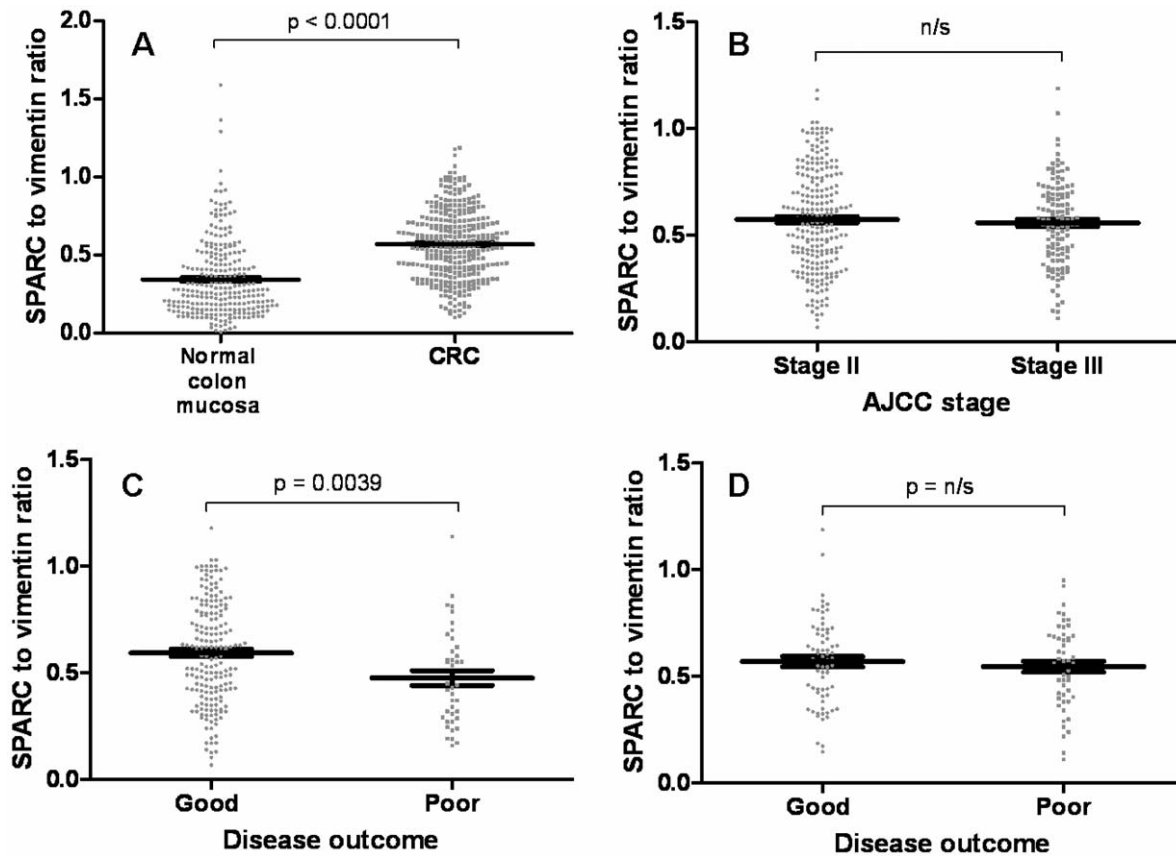 A
p < 0.0001
SPARC to vimentin ratio
2.0
1.5
1.0
0.5
0.0
Normal
colon
mucosa
CRC
B
n/s
SPARC to vimentin ratio
1.5
1.0
0.5
0.0
Stage II
Stage III
AJCC stage
C
p = 0.0039
SPARC to vimentin ratio
1.5
1.0
0.5
0.0
Good
Poor
Disease outcome
D
p = n/s
SPARC to vimentin ratio
1.5
1.0
0.5
0.0
Good
Poor
Disease outcome